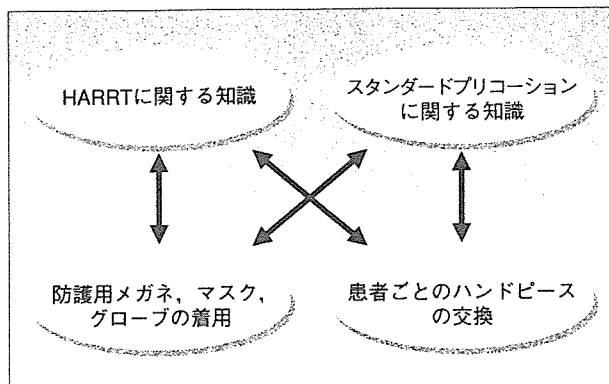 HARRTに関する知識
スタンダードプリコーション
に関する知識
防護用メガネ，マスク，
グローブの着用
患者ごとのハンドピース
の交換